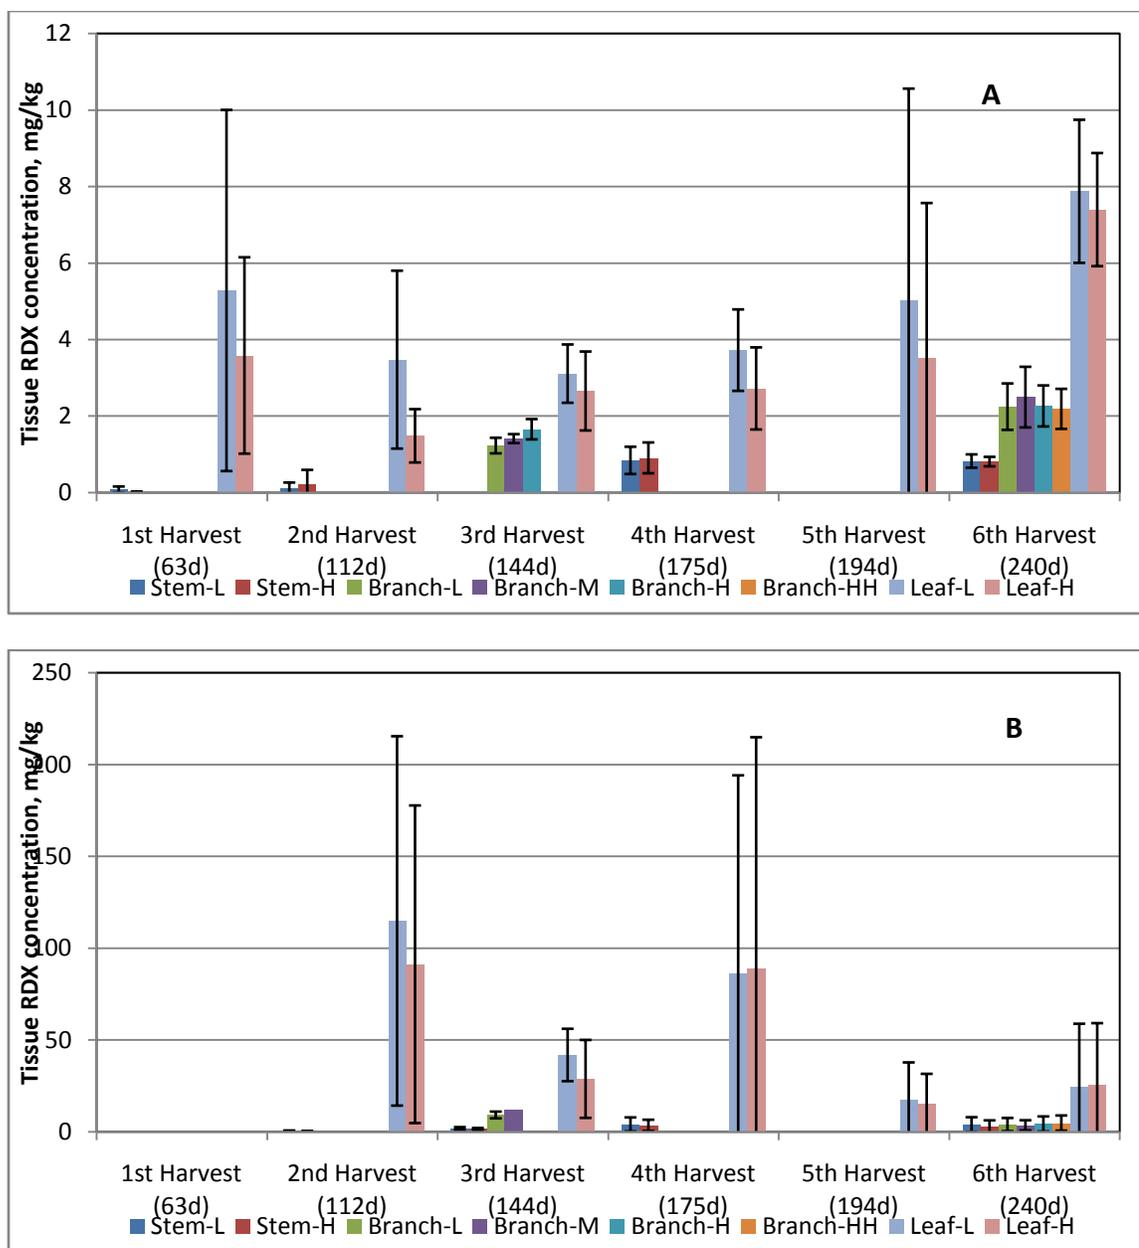 12
10
8
6
4
2
0
Tissue RDX concentration, mg/kg
A
1st Harvest 2nd Harvest 3rd Harvest 4th Harvest 5th Harvest 6th Harvest
(63d) (112d) (144d) (175d) (194d) (240d)
Stem-L Stem-H Branch-L Branch-M Branch-H Branch-HH Leaf-L Leaf-H
250
200
150
100
50
0
Tissue RDX concentration, mg/kg
B
1st Harvest 2nd Harvest 3rd Harvest 4th Harvest 5th Harvest 6th Harvest
(63d) (112d) (144d) (175d) (194d) (240d)
Stem-L Stem-H Branch-L Branch-M Branch-H Branch-HH Leaf-L Leaf-H